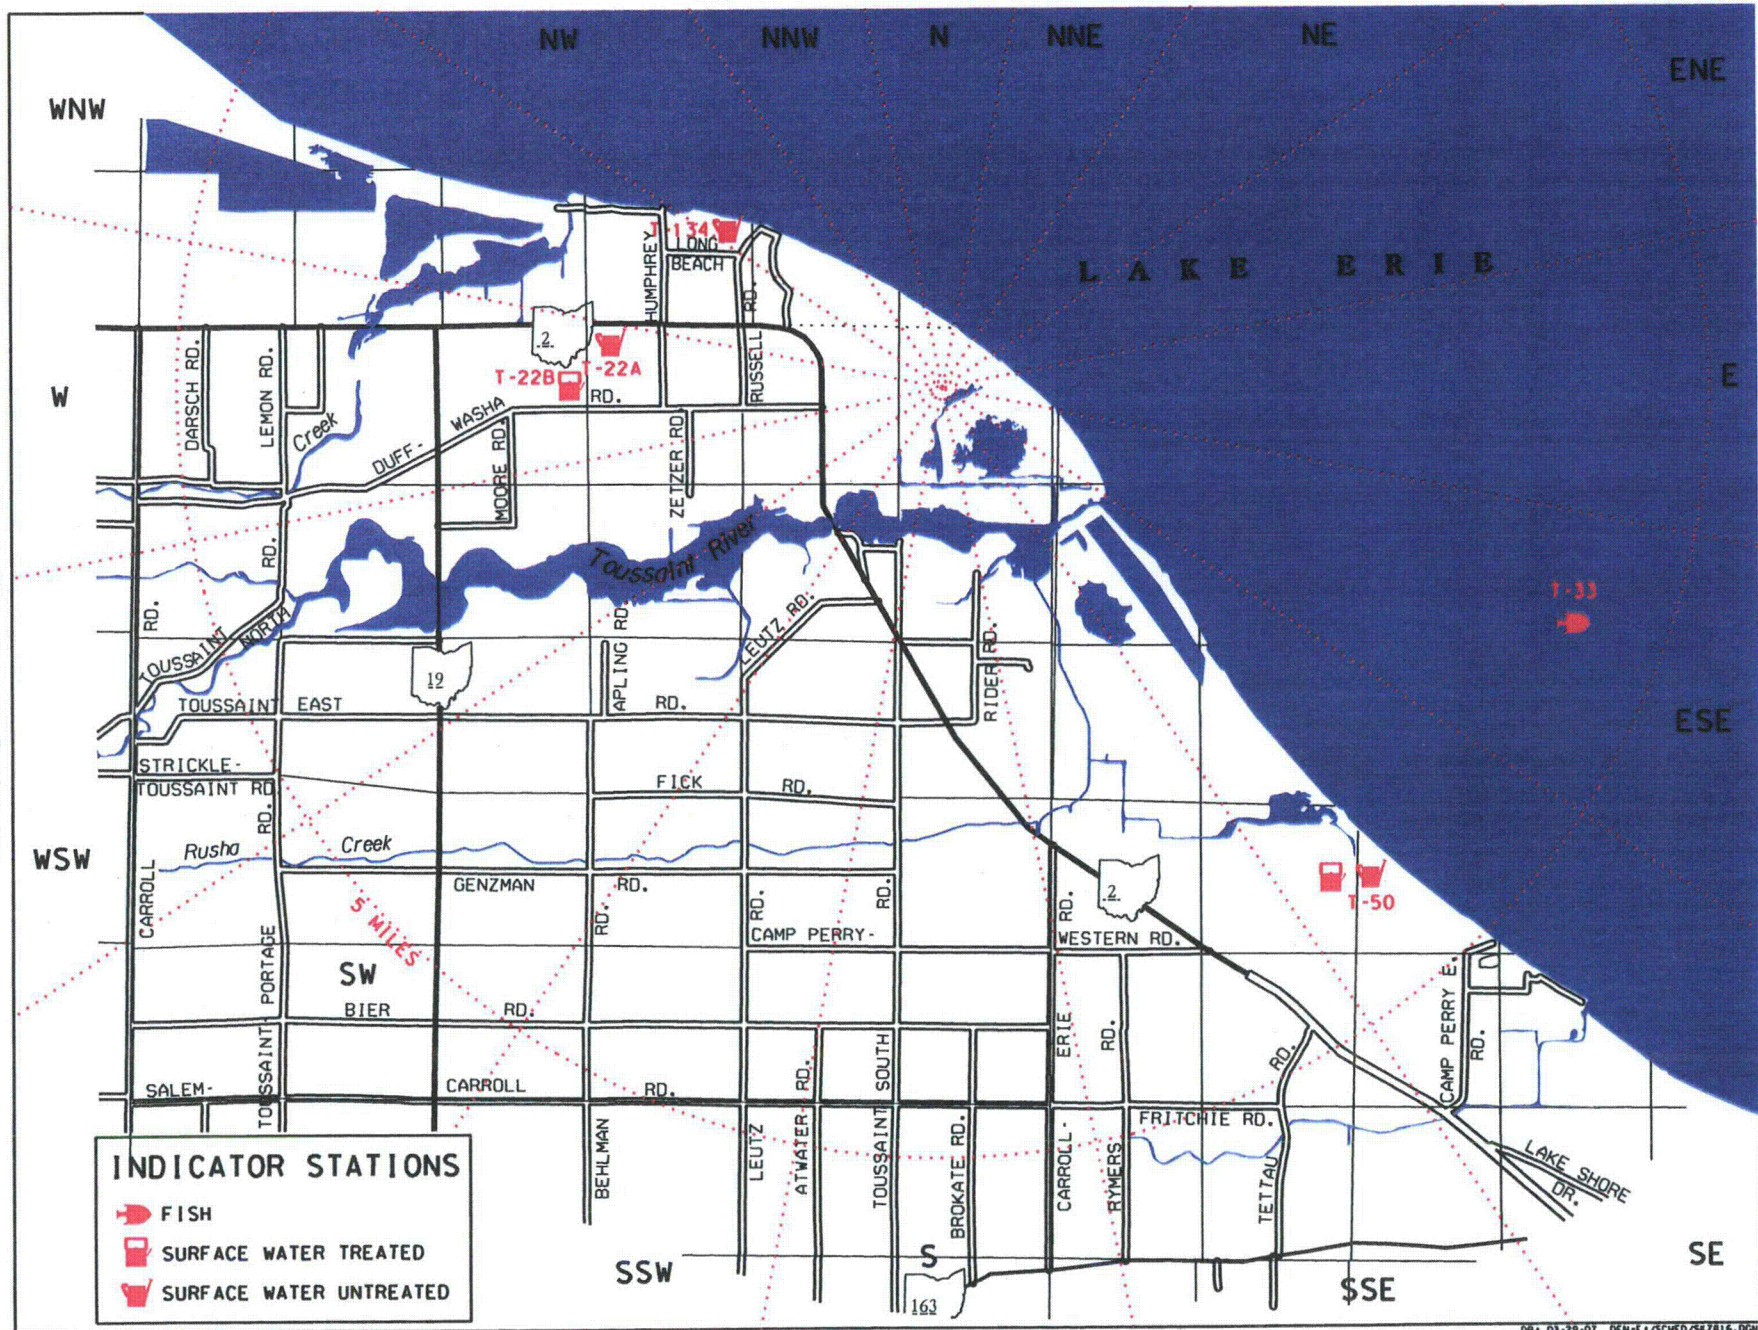 NW
NNW
N
NNE
NE
ENE
WNW
T-134
LONG
BEACH
HUMPHREY
RD.
LAKE ERIE
2
T-22A
T-22B
RD.
RUSSELL
DARSCH RD.
LEMON RD.
Creek
DUFF-
WASHA
MOORE RD.
ZETZER RD.
W
E
Toussaint River
T-33
RD.
RD.
TOUSSAINT
NORTH
19
APLING RD.
LEUTZ RD.
RIDER RD.
TOUSSAINT EAST
RD.
ESE
STRICKLE-
TOUSSAINT RD.
FICK
RD.
RD.
WSW
Rusha
Creek
CARROLL
GENZMAN
RD.
5 MILES
2
T-50
RD.
RD.
RD.
RD.
CAMP PERRY-
WESTERN RD.
SW
TOUSSAINT- PORTAGE
BIER
RD.
ERIE
RD.
RD.
CAMP PERRY E.
RD.
SALEM-
CARROLL
RD.
ATWATER RD.
TOUSSAINT SOUTH
FRITCHIE RD.
BEHLMAN
LEUTZ
BROKATE RD.
CARROLL-
RYMERS
TETTAU
LAKE SHORE
DR.
INDICATOR STATIONS
FISH
SURFACE WATER TREATED
SURFACE WATER UNTREATED
SSW
S
163
SSE
SE